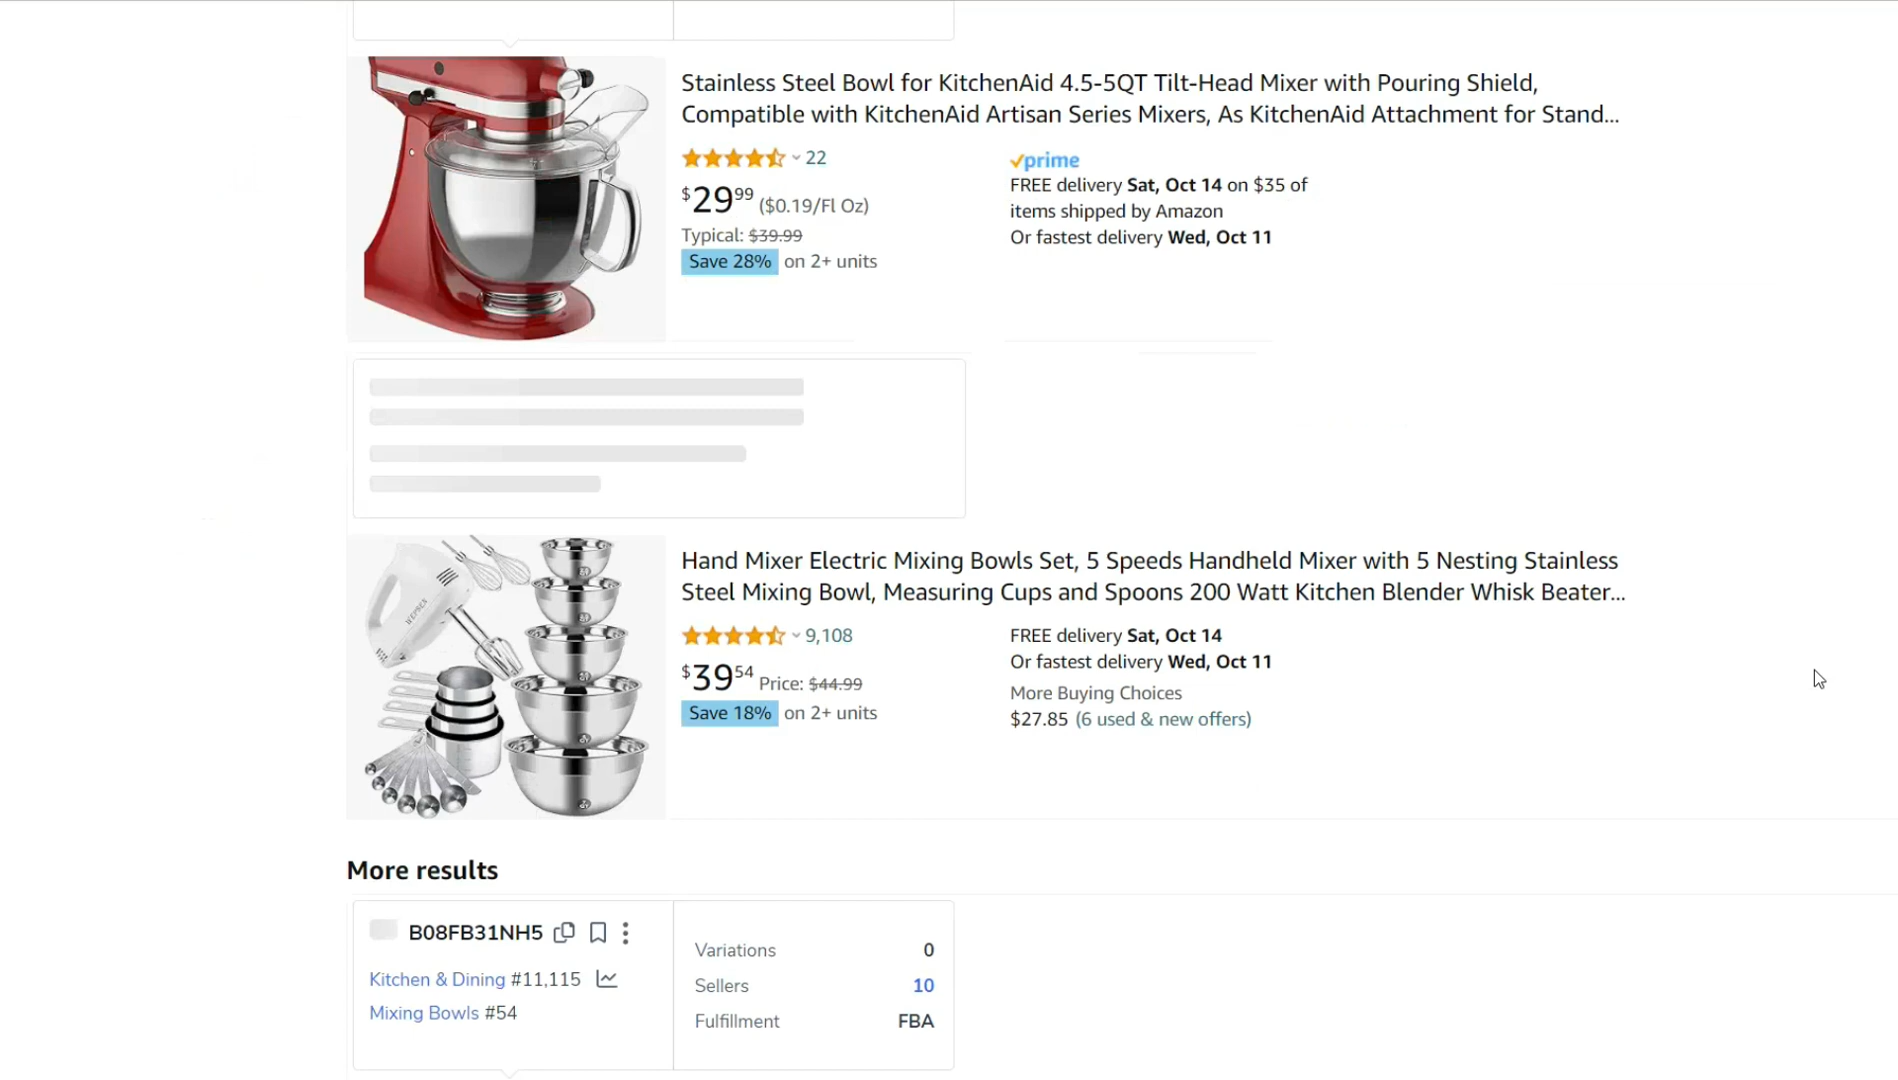 Stainless Steel Bowl for KitchenAid 4.5-5QT Tilt-Head Mixer with Pouring Shield,
Compatible with KitchenAid Artisan Series Mixers, As KitchenAid Attachment for Stand...
22
$29.99 ($0.19/Fl Oz)
Typical: $39.99
Save 28% on 2+ units
prime
FREE delivery Sat, Oct 14 on $35 of
items shipped by Amazon
Or fastest delivery Wed, Oct 11
Hand Mixer Electric Mixing Bowls Set, 5 Speeds Handheld Mixer with 5 Nesting Stainless
Steel Mixing Bowl, Measuring Cups and Spoons 200 Watt Kitchen Blender Whisk Beater...
9,108
$39.54 Price: $44.99
Save 18% on 2+ units
FREE delivery Sat, Oct 14
Or fastest delivery Wed, Oct 11
More Buying Choices
$27.85 (6 used & new offers)
More results
B08FB31NH5
Kitchen & Dining #11,115
Mixing Bowls #54
Variations 0
Sellers 10
Fulfillment FBA